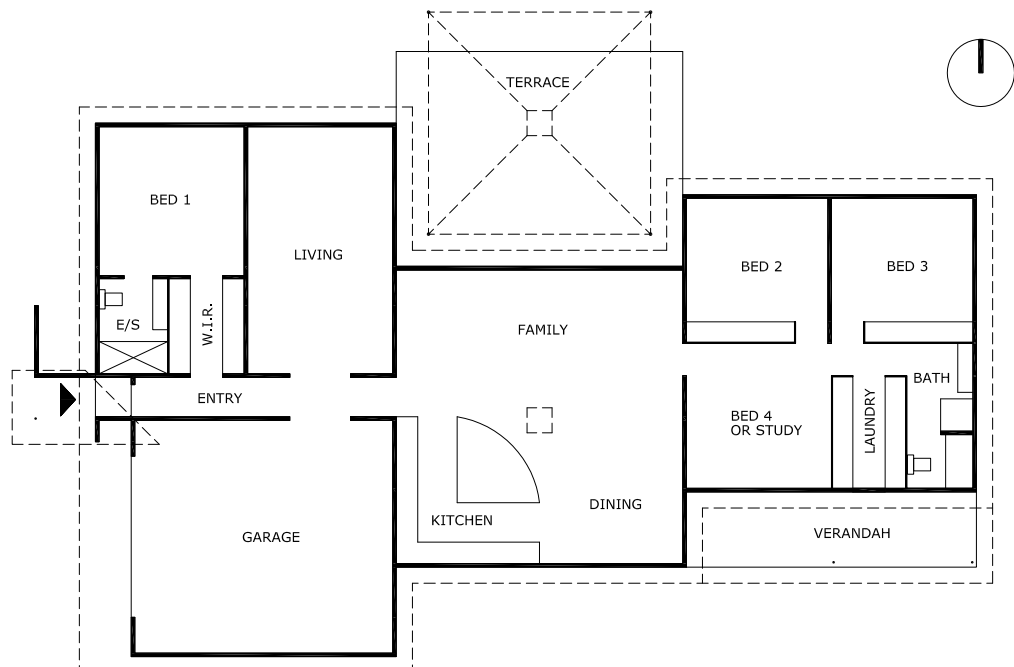 TERRACE
BED 1
LIVING
BED 2
BED 3
E/S
W.I.R.
FAMILY
ENTRY
BATH
BED 4
OR STUDY
LAUNDRY
DINING
KITCHEN
GARAGE
VERANDAH